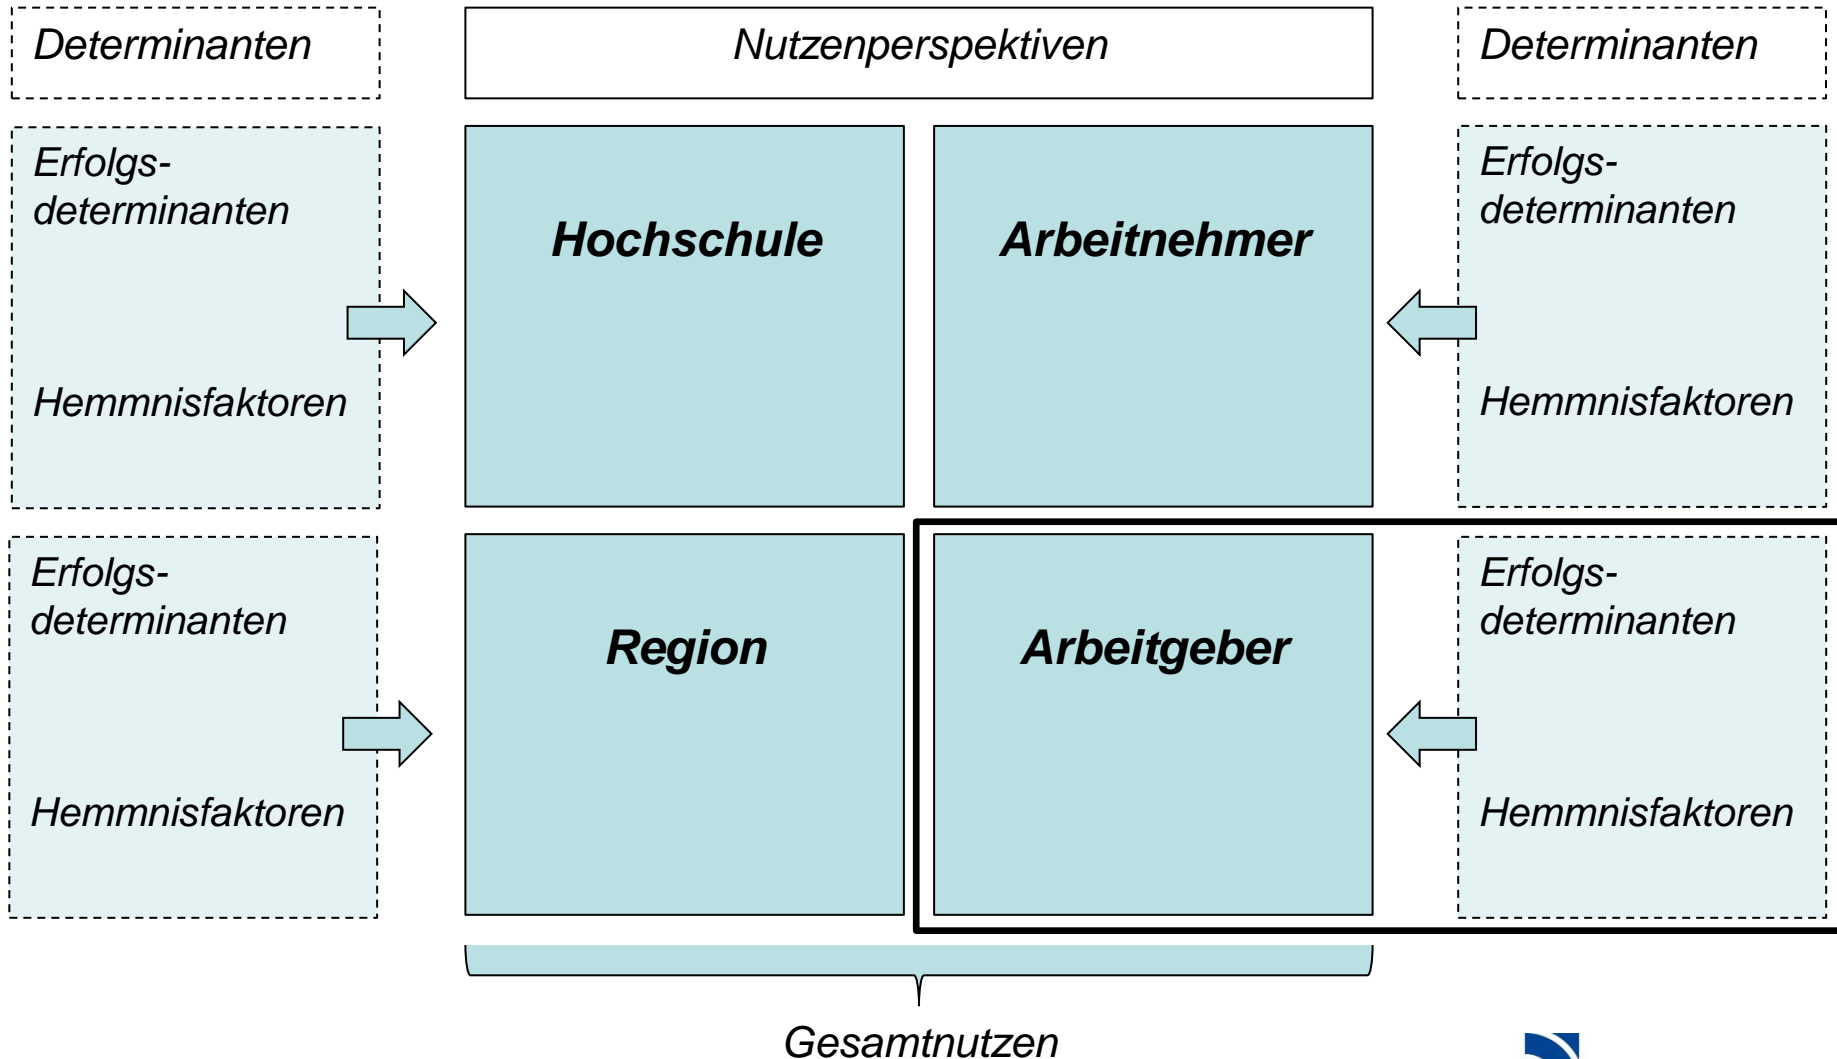 Determinanten
Nutzenperspektiven
Determinanten
Erfolgs-
determinanten
Hemmnisfaktoren
Hochschule
Arbeitnehmer
Erfolgs-
determinanten
Hemmnisfaktoren
Erfolgs-
determinanten
Hemmnisfaktoren
Region
Arbeitgeber
Erfolgs-
determinanten
Hemmnisfaktoren
Gesamtnutzen